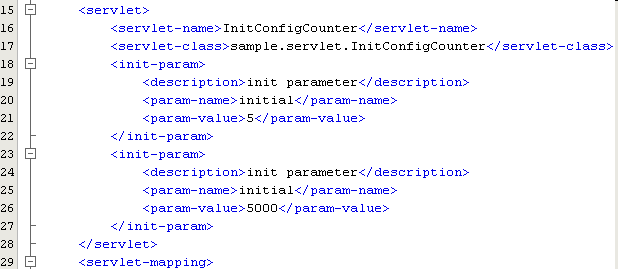 15 <servlet>
16 <servlet-name>InitConfigCounter</servlet-name>
17 <servlet-class>sample.servlet.InitConfigCounter</servlet-class>
18 <init-param>
19 <description>init parameter</description>
20 <param-name>initial</param-name>
21 <param-value>5</param-value>
22 </init-param>
23 <init-param>
24 <description>init parameter</description>
25 <param-name>initial</param-name>
26 <param-value>5000</param-value>
27 </init-param>
28 </servlet>
29 <servlet-mapping>